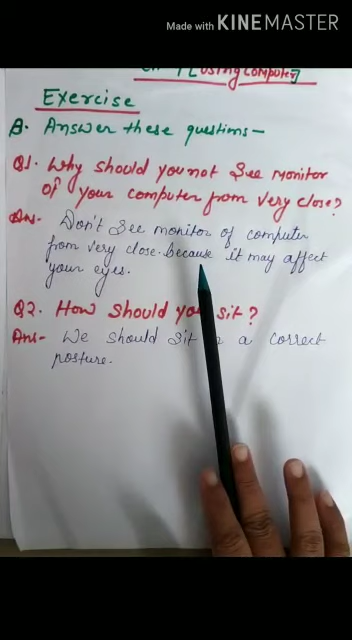 Made with KINEMASTER
Using Computer]
Exercise
B. Answer these questions-
Q1. Why should you not See Monitor
of your computer from very close?
Ans- Don't See monitor of computer
from very close. because it may affect
your eyes.
Q2. How should you sit?
Ans- We should sit a correct
posture.